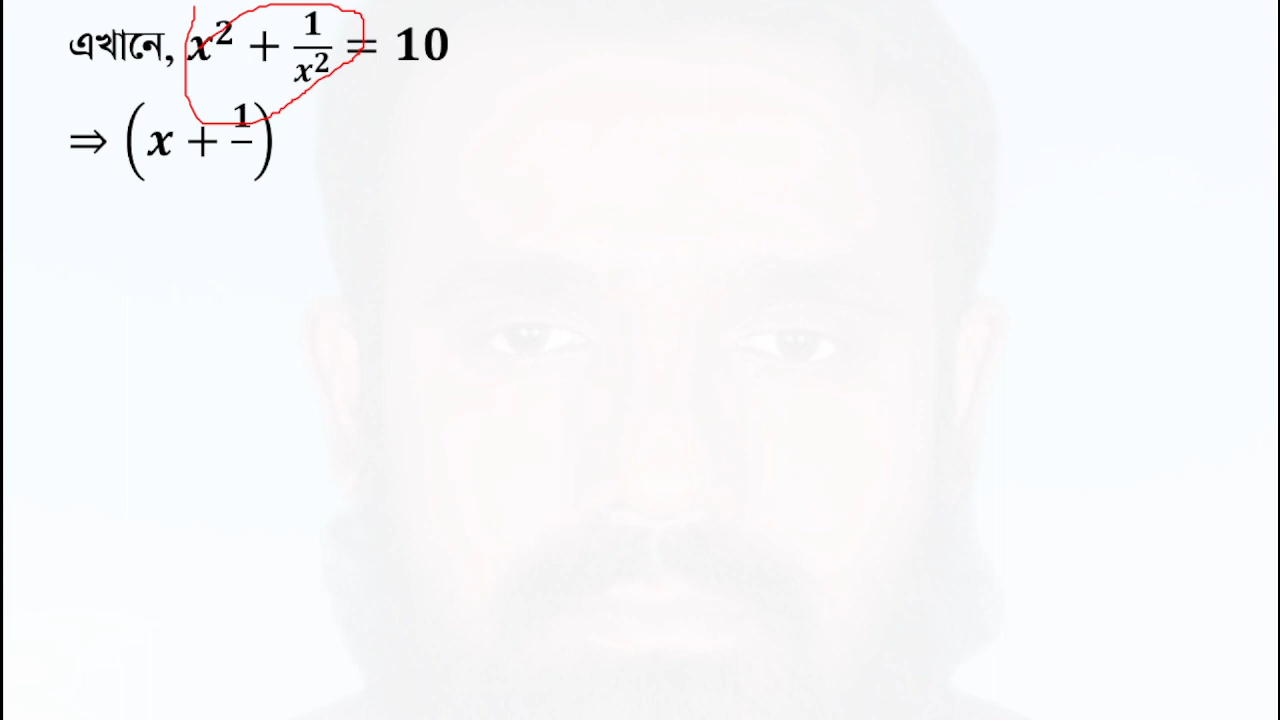 এখানে, x² + 1/x² = 10
⇒ (x + 1/ )